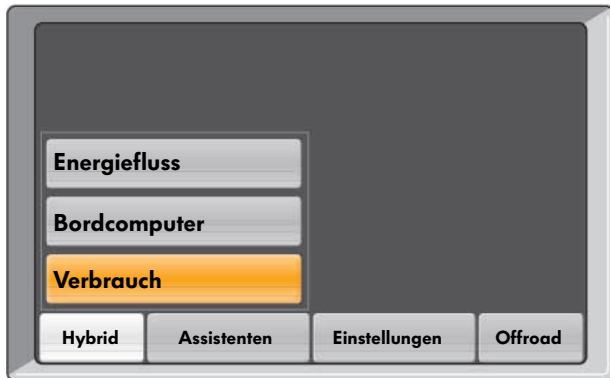 Energiefluss
Bordcomputer
Verbrauch
Hybrid Assistenten Einstellungen Offroad